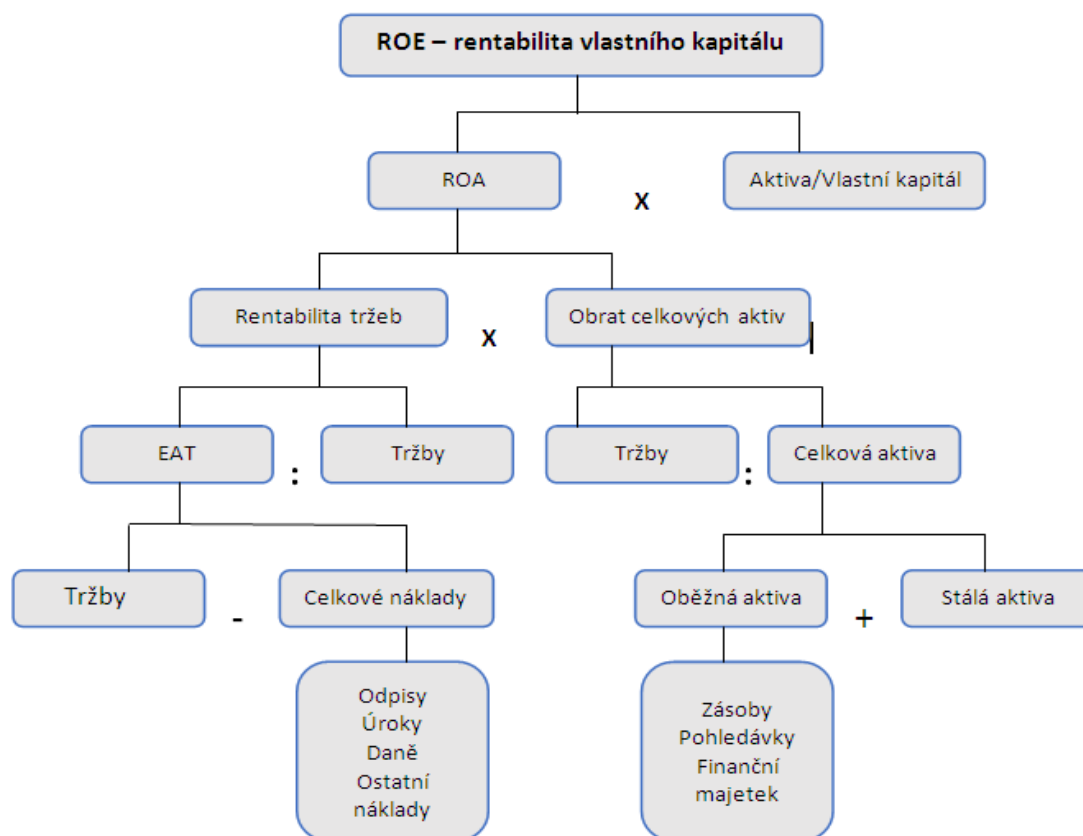 ROE – rentabilita vlastního kapitálu
ROA
X
Aktiva/Vlastní kapitál
Rentabilita tržeb
X
Obrat celkových aktiv
EAT
:
Tržby
Tržby
:
Celková aktiva
Tržby
-
Celkové náklady
Oběžná aktiva
+
Stálá aktiva
Odpisy
Úroky
Daně
Ostatní
náklady
Zásoby
Pohledávky
Finanční
majetek